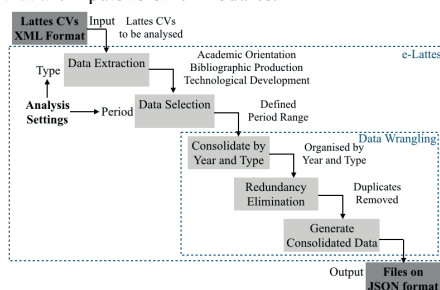 Lattes CVs
XML Format
Input
Lattes CVs
to be analysed
e-Lattes
Data Extraction
Academic Orientation
Bibliographic Production
Technological Development
Type
Analysis
Settings
Period
Data Selection
Defined
Period Range
Data Wrangling
Consolidate by
Year and Type
Organised by
Year and Type
Redundancy
Elimination
Duplicates
Removed
Generate
Consolidated Data
Output
Files on
JSON format